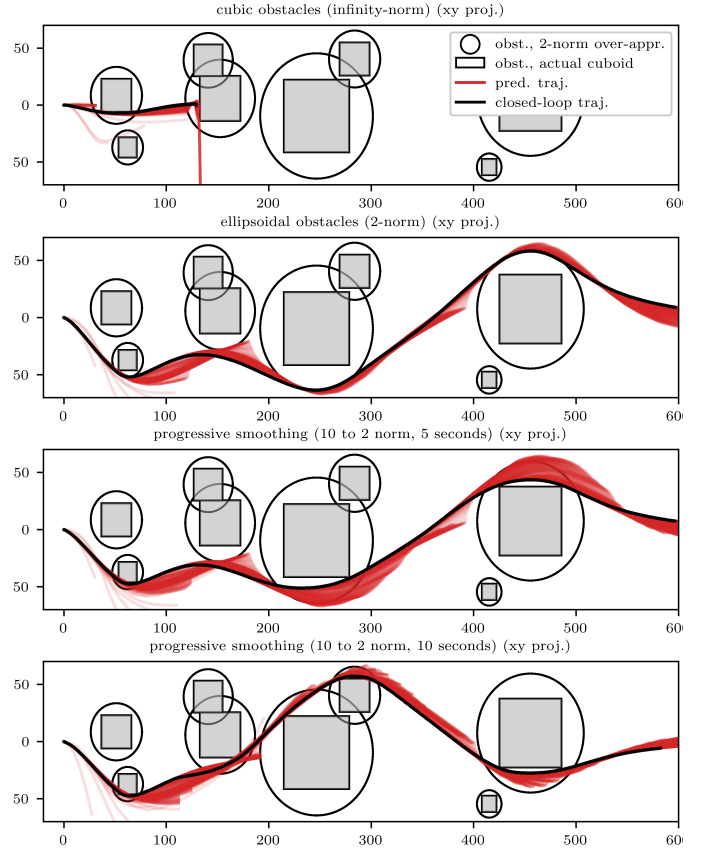 cubic obstacles (infinity-norm) (xy proj.)
50
0
50
obst., 2-norm over-appr.
obst., actual cuboid
pred. traj.
closed-loop traj.
0 100 200 300 400 500 600
ellipsoidal obstacles (2-norm) (xy proj.)
50
0
50
0 100 200 300 400 500 600
progressive smoothing (10 to 2 norm, 5 seconds) (xy proj.)
50
0
50
0 100 200 300 400 500 600
progressive smoothing (10 to 2 norm, 10 seconds) (xy proj.)
50
0
50
0 100 200 300 400 500 600